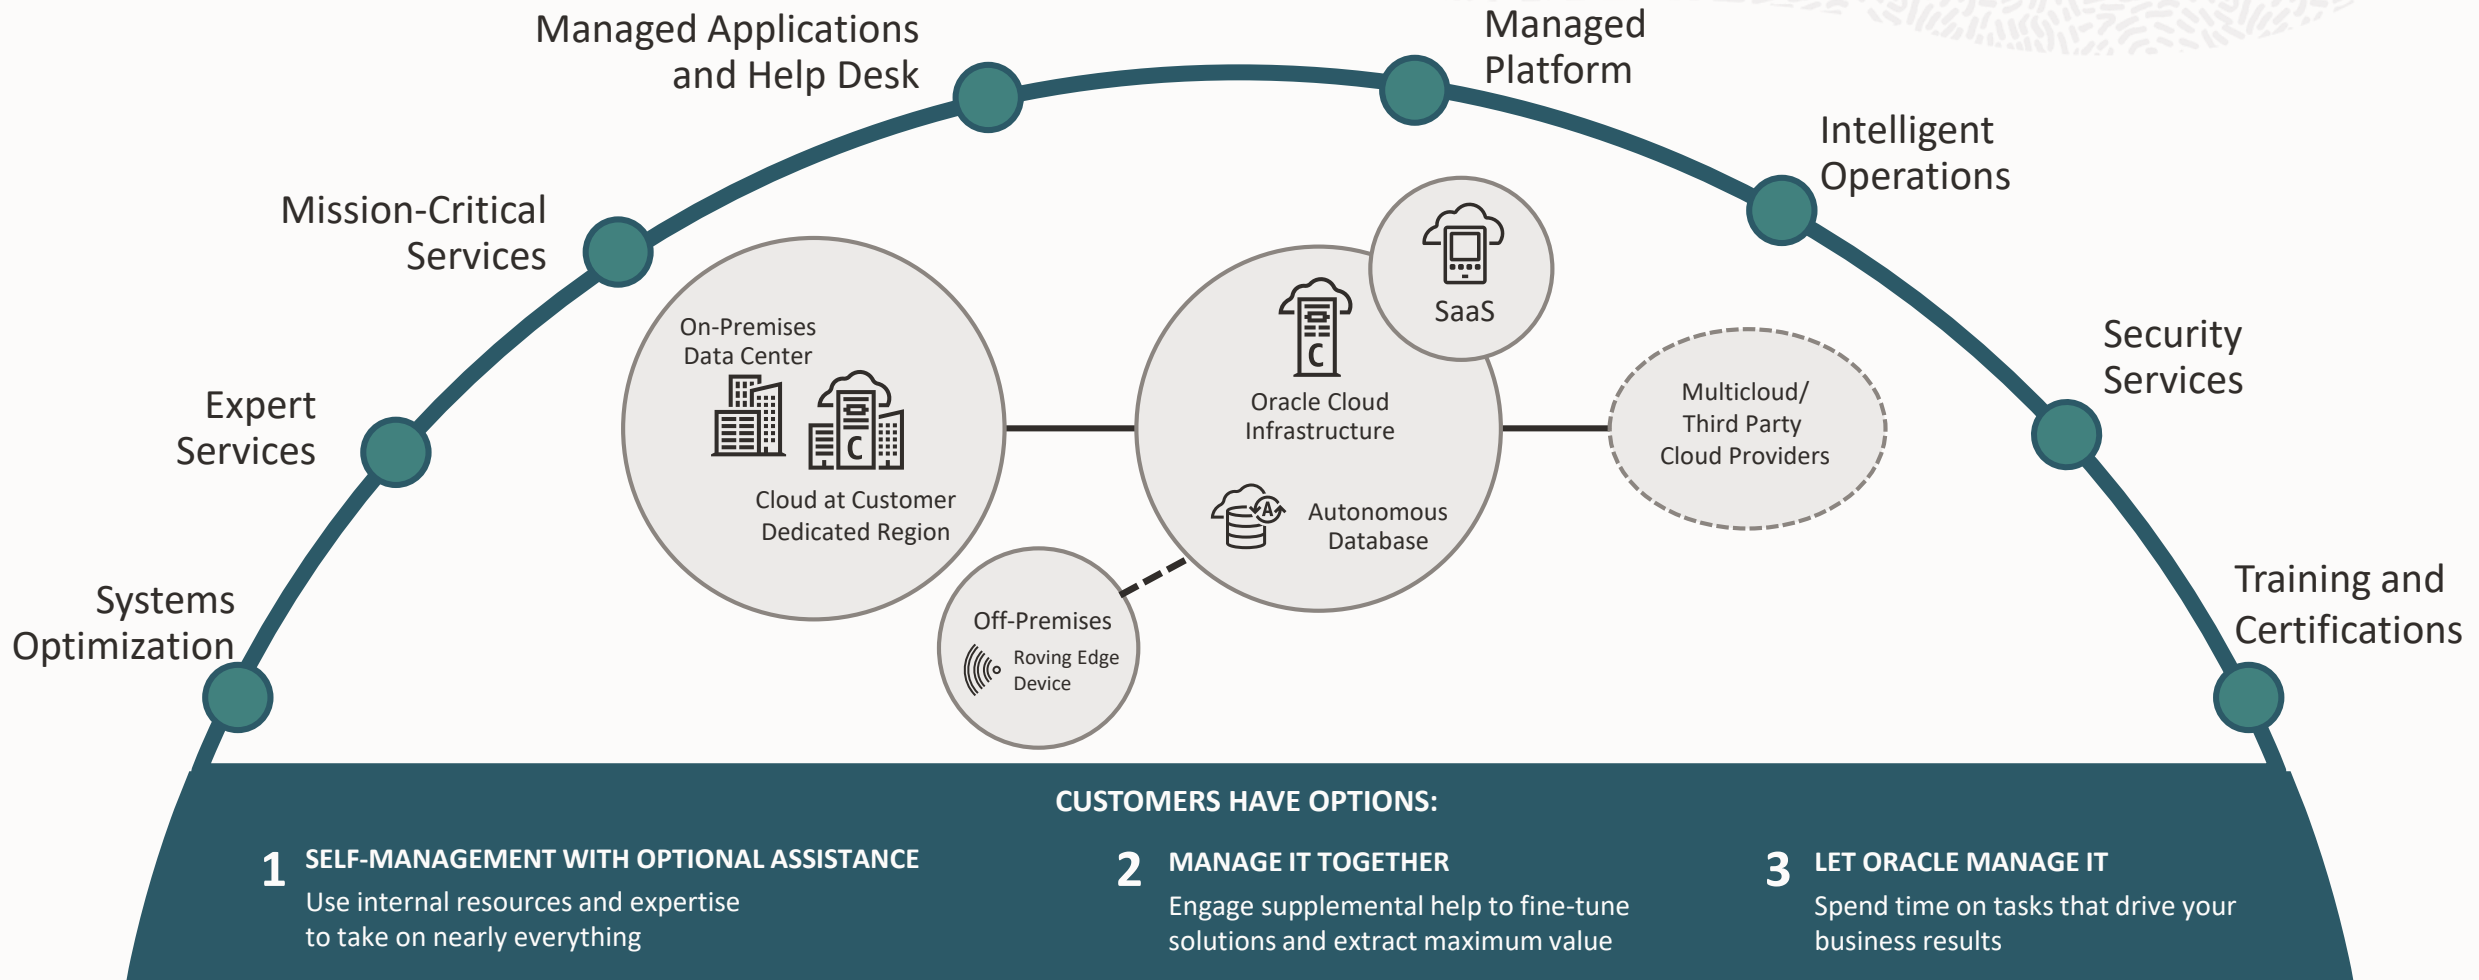 Managed Applications
and Help Desk
Managed
Platform
Intelligent
Operations
Mission-Critical
Services
Security
Services
Expert
Services
Training and
Certifications
Systems
Optimization
On-Premises
Data Center
C
Cloud at Customer
Dedicated Region
C
Oracle Cloud
Infrastructure
SaaS
A
Autonomous
Database
Multicloud/
Third Party
Cloud Providers
Off-Premises
Roving Edge
Device
CUSTOMERS HAVE OPTIONS:
1 SELF-MANAGEMENT WITH OPTIONAL ASSISTANCE
Use internal resources and expertise
to take on nearly everything
2 MANAGE IT TOGETHER
Engage supplemental help to fine-tune
solutions and extract maximum value
3 LET ORACLE MANAGE IT
Spend time on tasks that drive your
business results